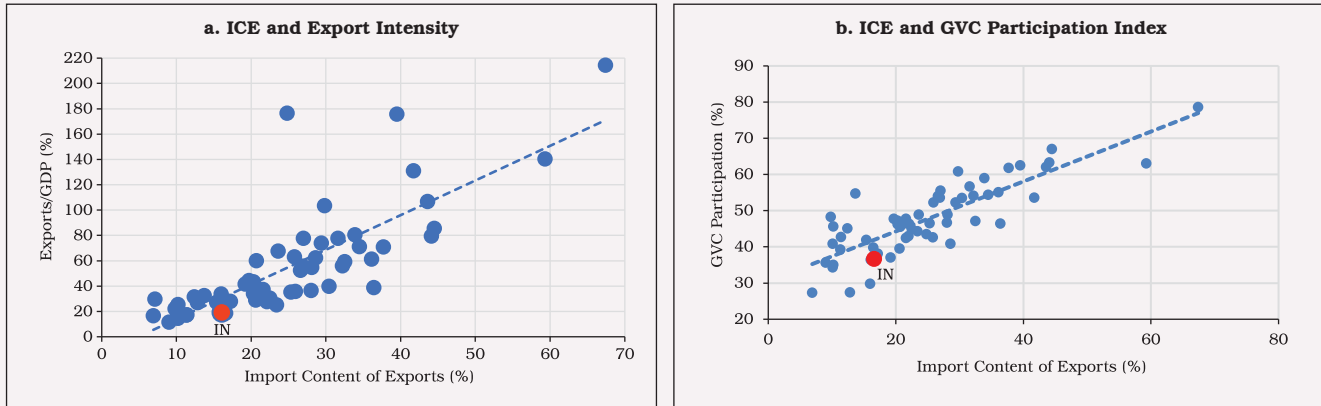 a. ICE and Export Intensity
220
200
180
160
140
120
100
80
60
40
20
0
Exports/GDP (%)
IN
0 10 20 30 40 50 60 70
Import Content of Exports (%)
b. ICE and GVC Participation Index
90
80
70
60
50
40
30
20
GVC Participation (%)
IN
0 20 40 60 80
Import Content of Exports (%)